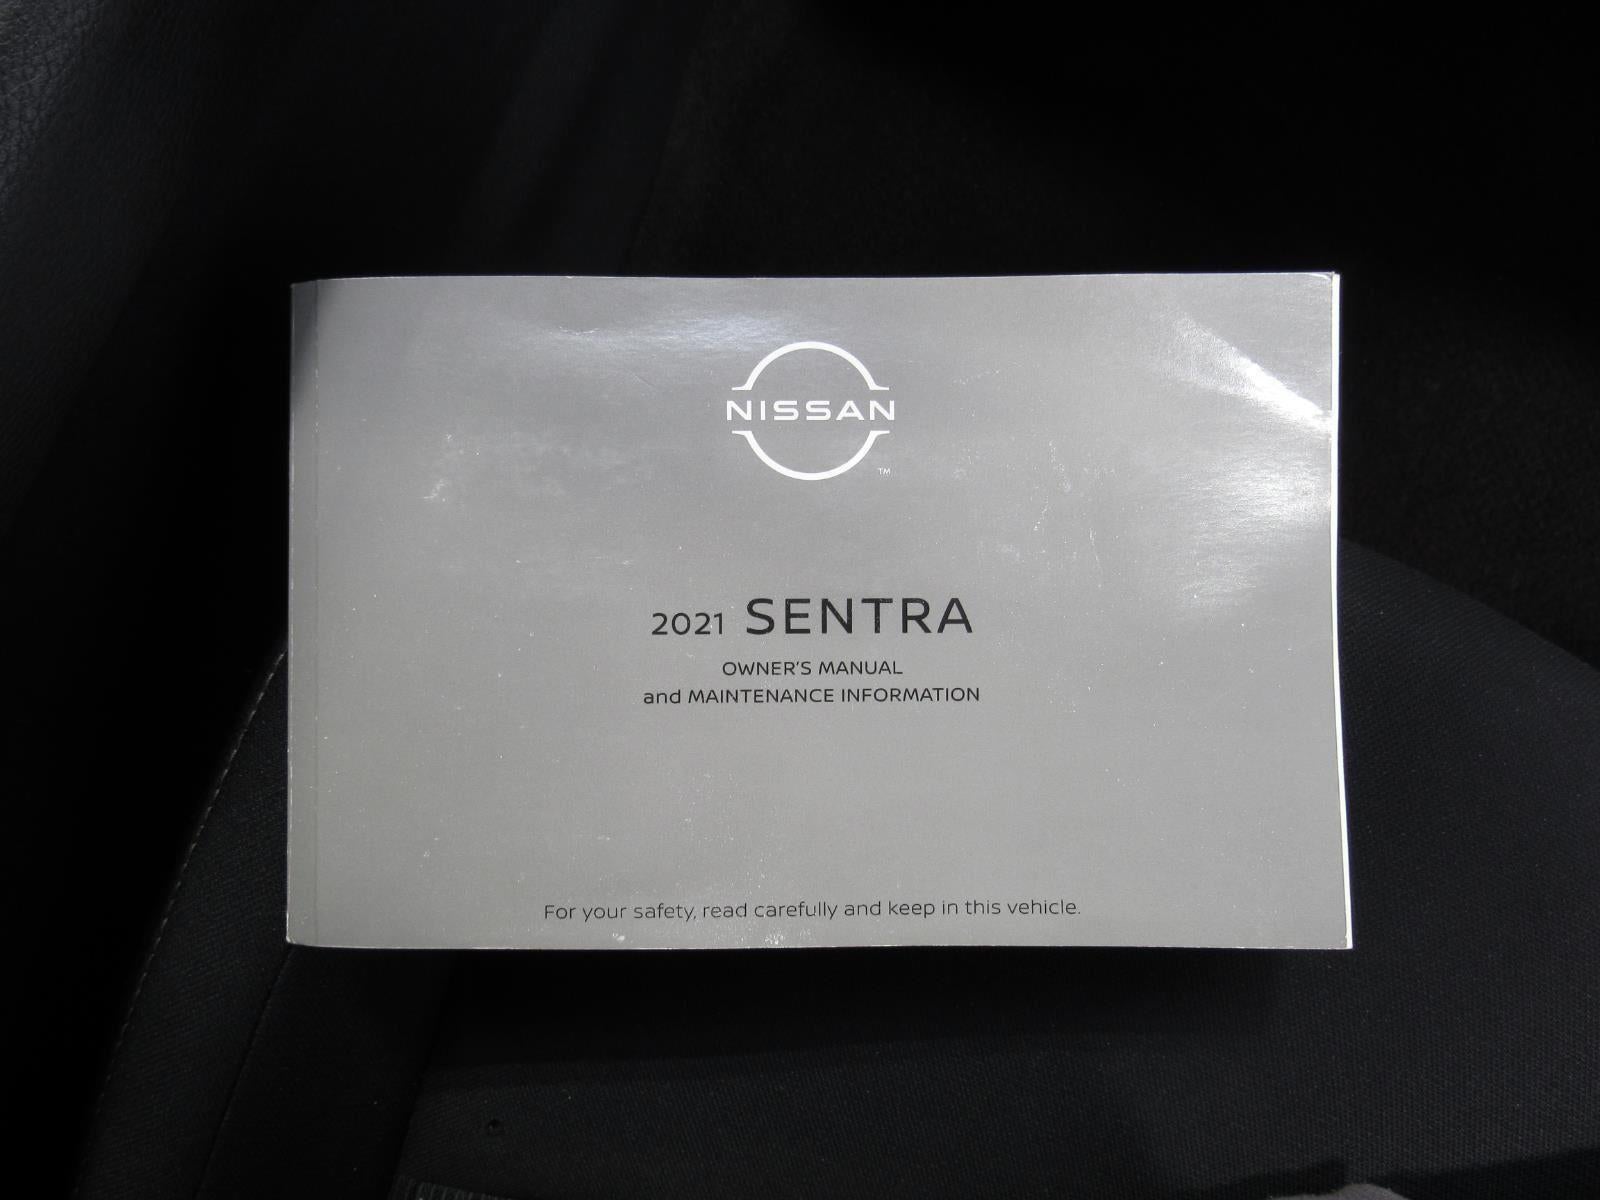 NISSAN
TM
2021 SENTRA
OWNER'S MANUAL
and MAINTENANCE INFORMATION
For your safety, read carefully and keep in this vehicle.